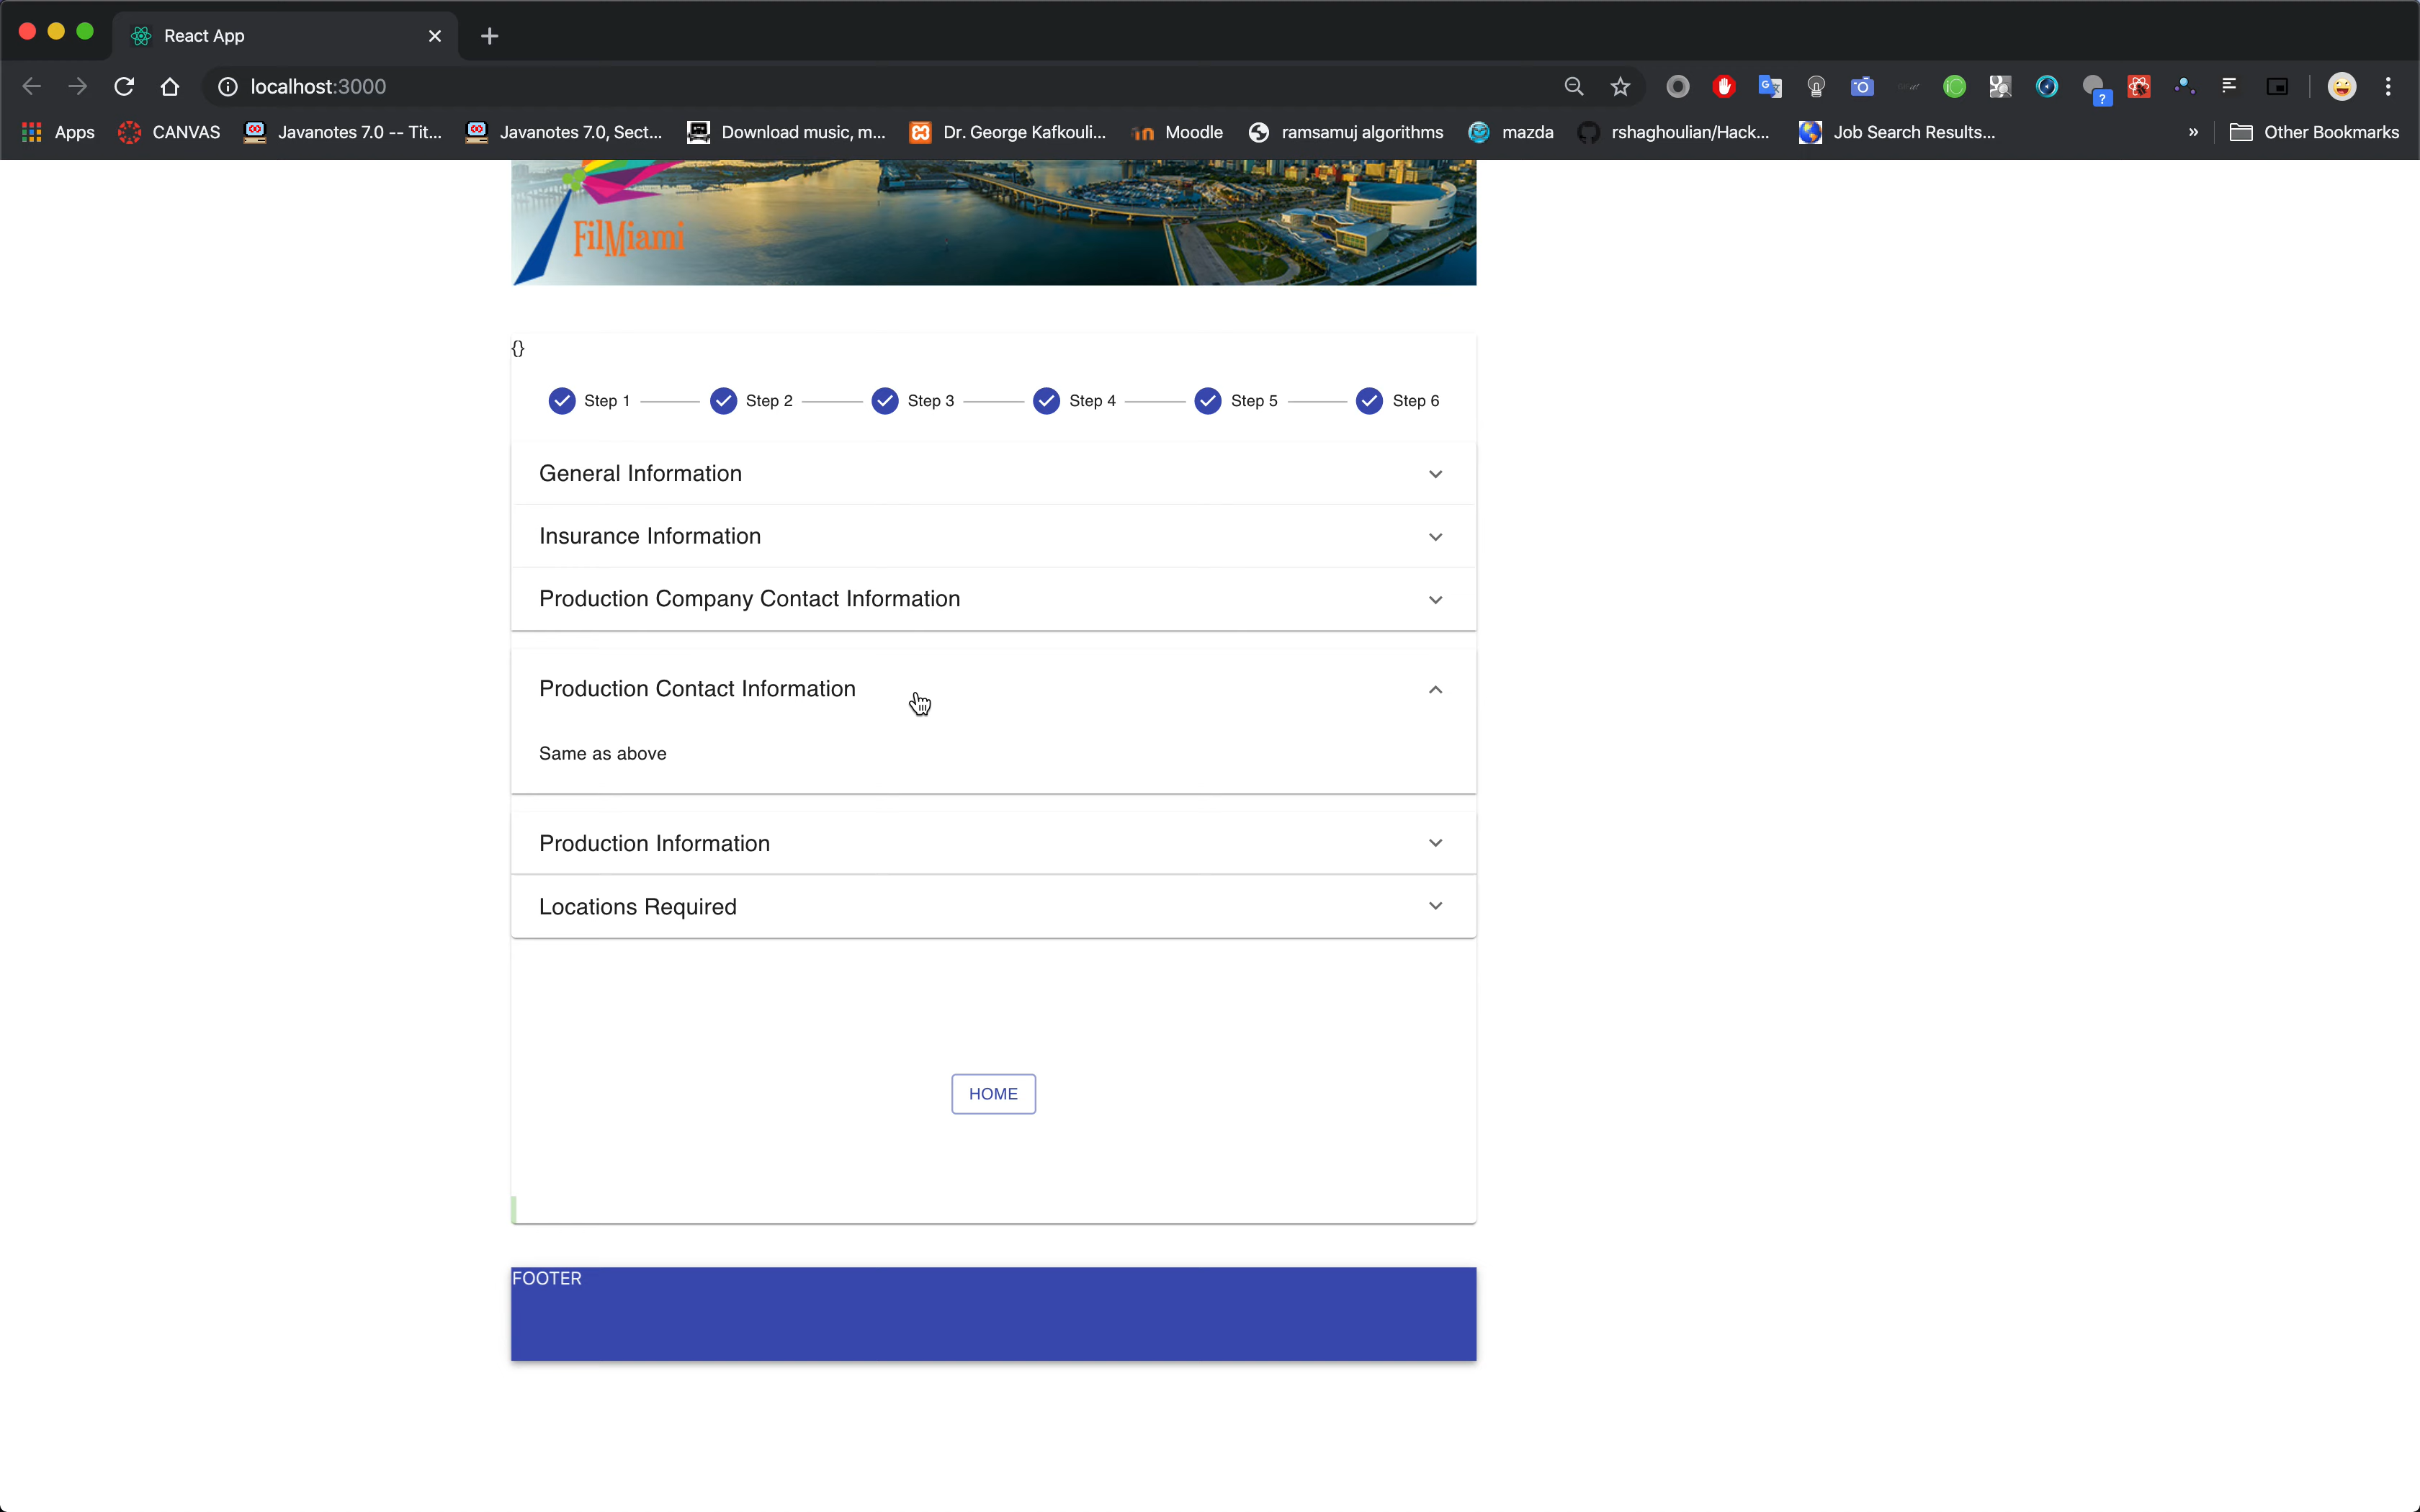 React App
localhost:3000
Apps CANVAS Javanotes 7.0 -- Tit... Javanotes 7.0, Sect... Download music, m... Dr. George Kafkouli... Moodle ramsamuj algorithms mazda rshaghoulian/Hack... Job Search Results... » Other Bookmarks
FilMiami
{}
Step 1 Step 2 Step 3 Step 4 Step 5 Step 6
General Information
Insurance Information
Production Company Contact Information
Production Contact Information
Same as above
Production Information
Locations Required
HOME
FOOTER